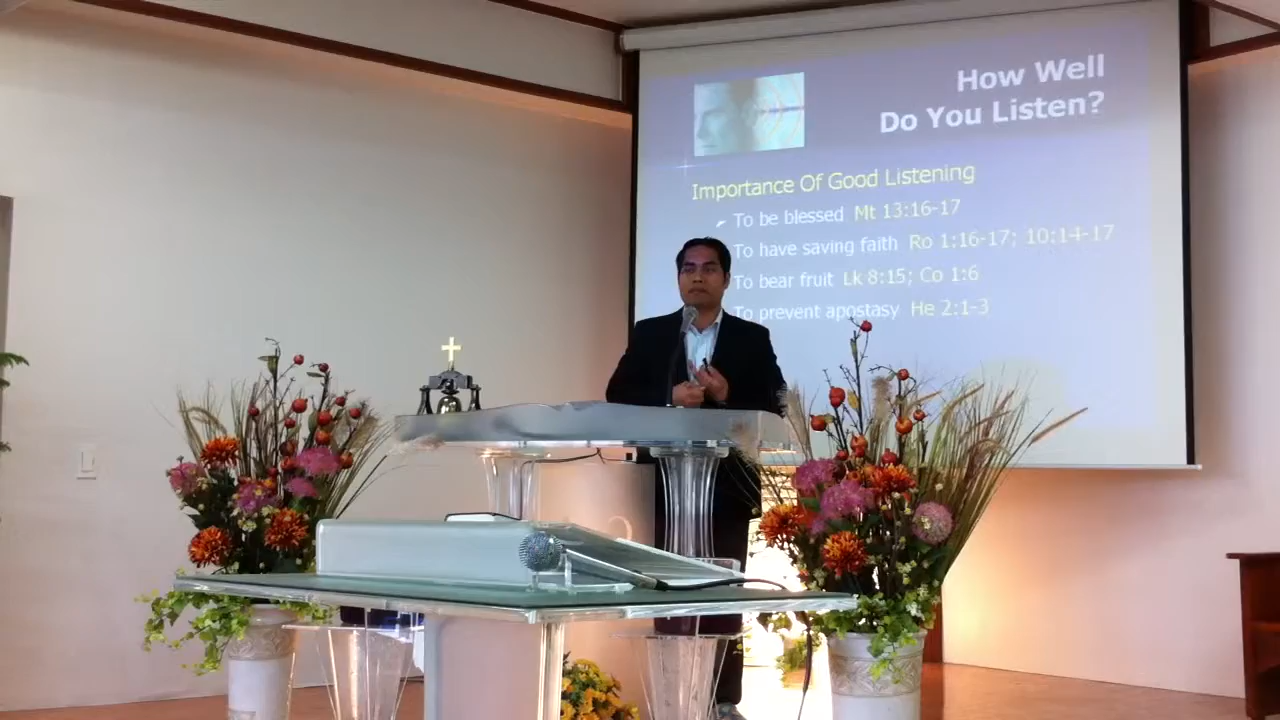 How Well
Do You Listen?
Importance Of Good Listening
To be blessed Mt 13:16-17
To have saving faith Ro 1:16-17; 10:14-17
To bear fruit Lk 8:15; Co 1:6
To prevent apostasy He 2:1-3